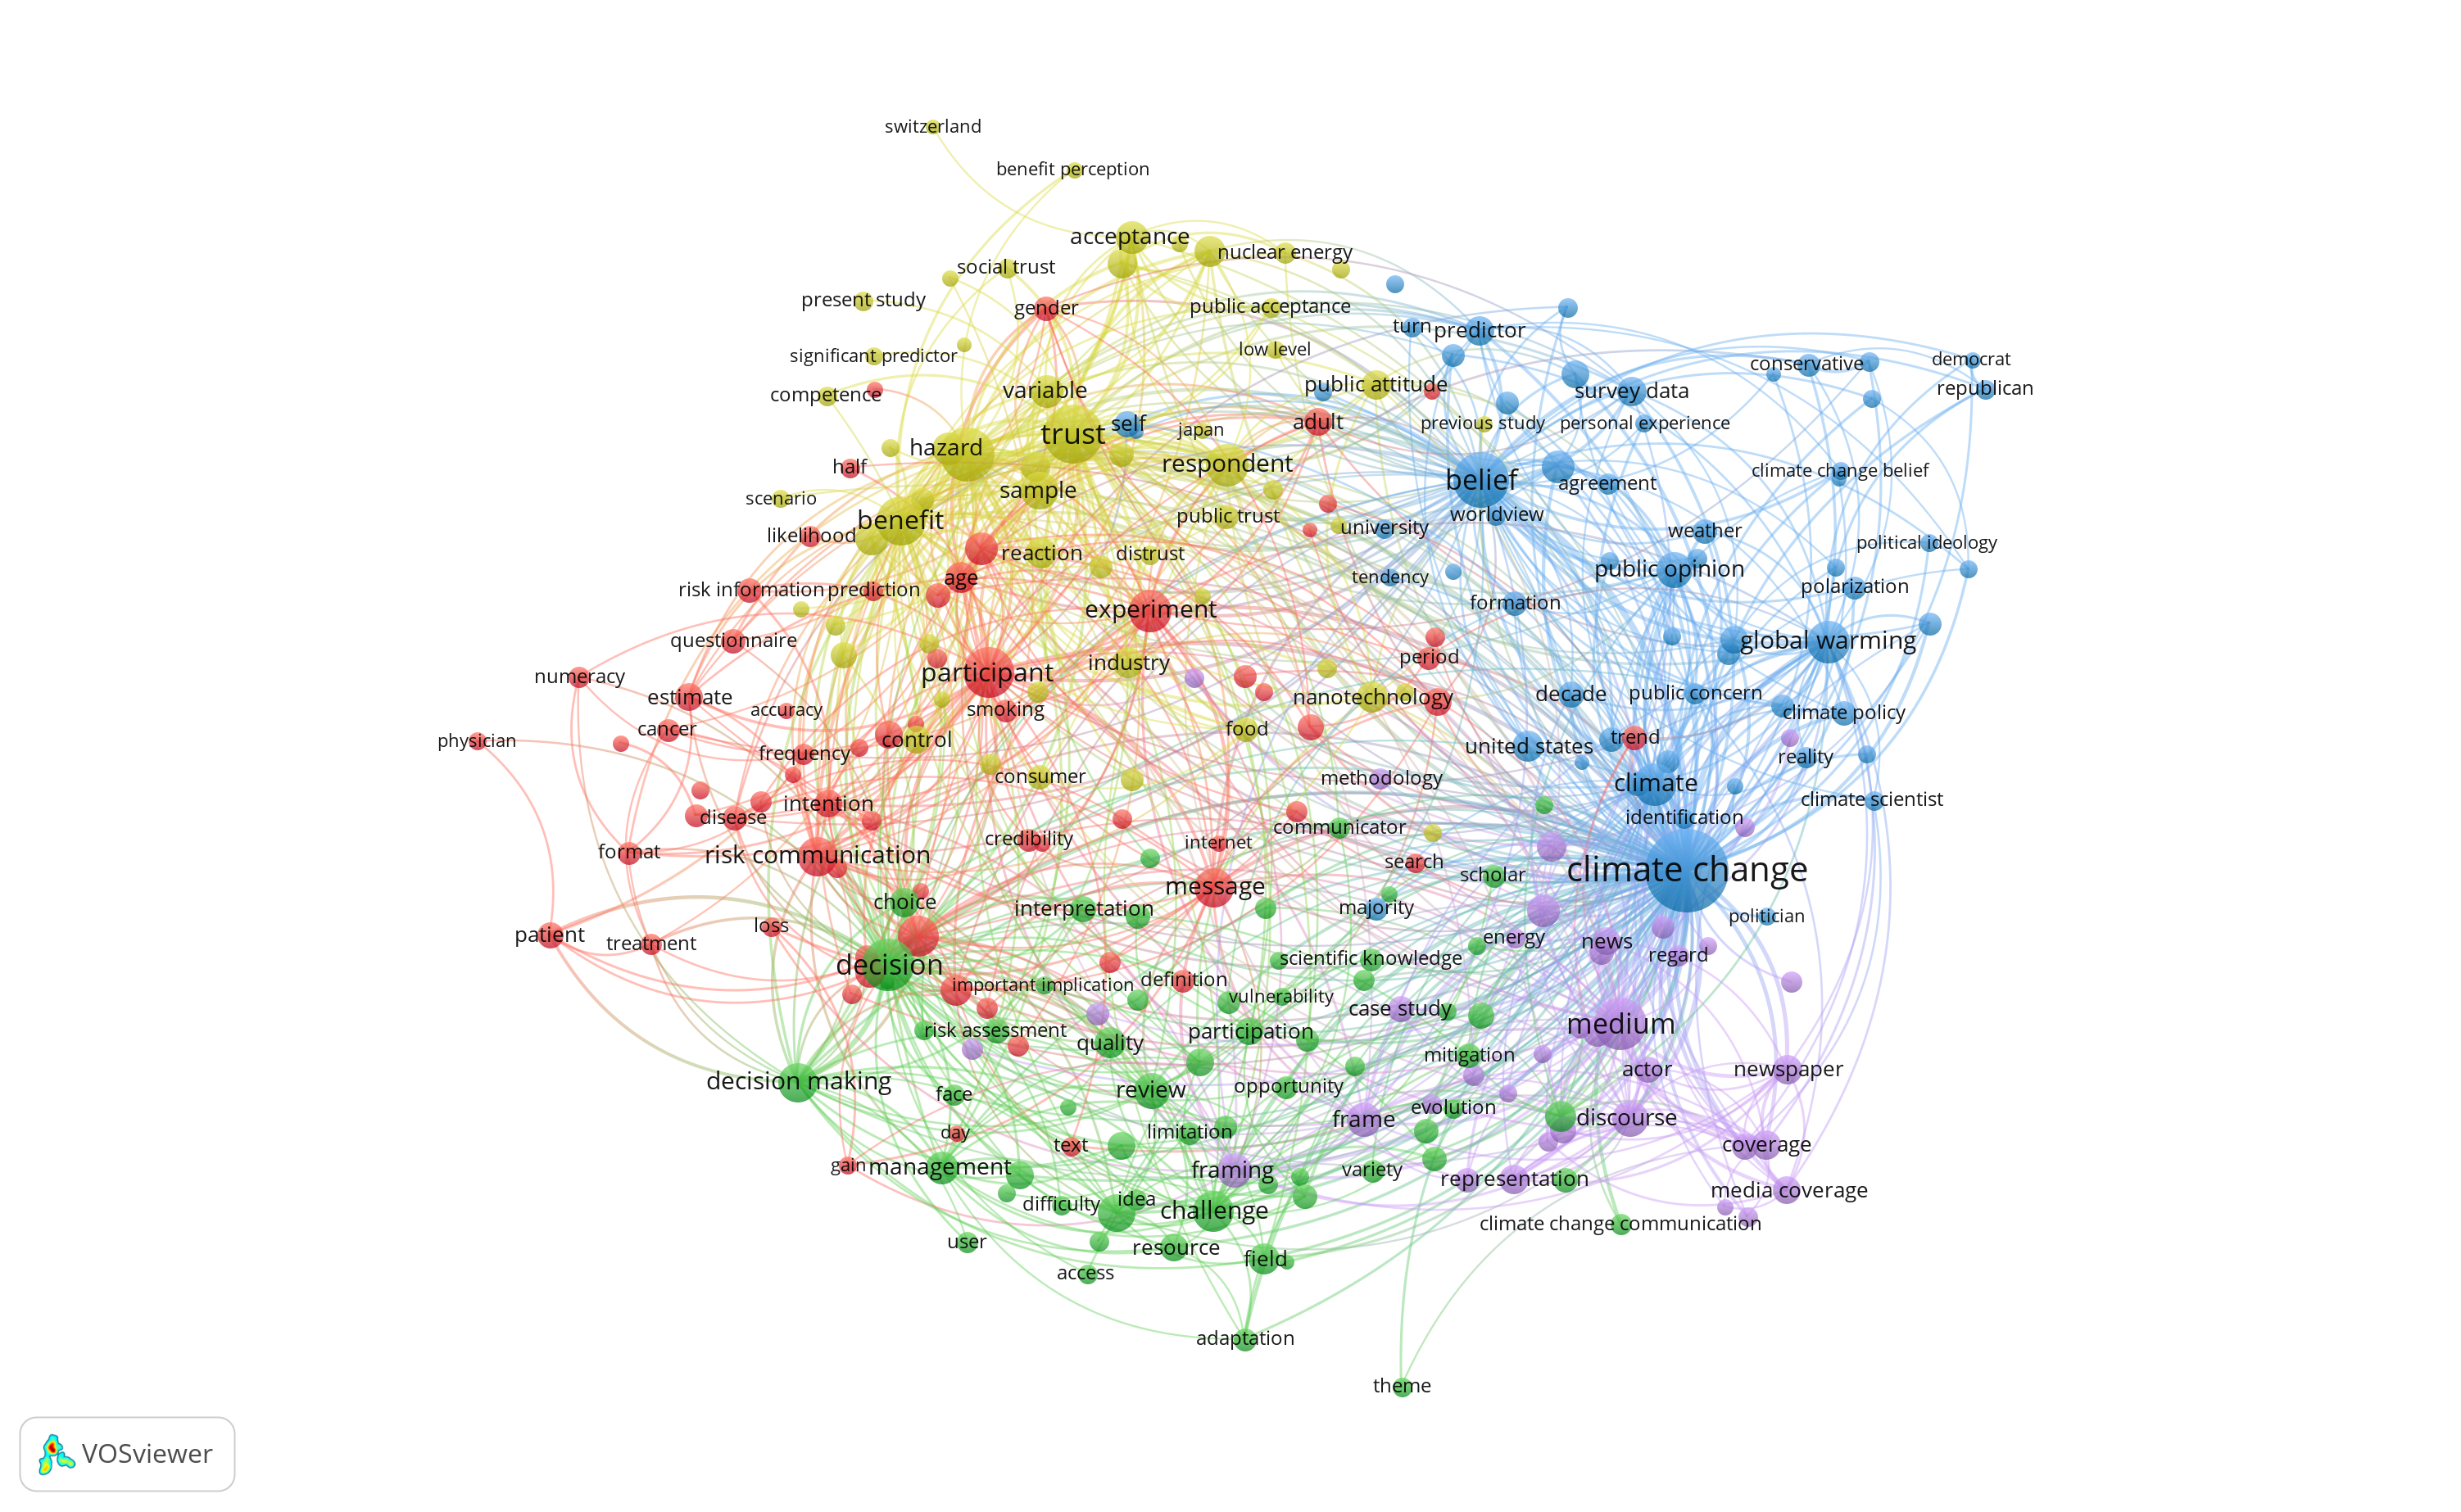 switzerland
benefit perception
acceptance
nuclear energy
social trust
present study
gender
public acceptance
turn
predictor
low level
significant predictor
conservative
democrat
republican
public attitude
variable
survey data
competence
self
adult
previous study
personal experience
japan
trust
hazard
half
respondent
climate change belief
belief
agreement
sample
scenario
worldview
public trust
benefit
university
weather
likelihood
political ideology
reaction
distrust
public opinion
age
tendency
polarization
risk information
prediction
formation
experiment
questionnaire
global warming
period
industry
participant
numeracy
estimate
nanotechnology
decade
public concern
accuracy
smoking
climate policy
cancer
food
trend
physician
control
united states
frequency
reality
consumer
methodology
climate
intention
climate scientist
disease
identification
communicator
credibility
internet
format
risk communication
search
climate change
scholar
message
choice
interpretation
majority
politician
loss
patient
treatment
energy
news
regard
scientific knowledge
decision
definition
important implication
vulnerability
case study
medium
risk assessment
participation
quality
mitigation
actor
newspaper
decision making
opportunity
review
face
evolution
frame
discourse
day
limitation
text
coverage
gain
management
framing
variety
representation
media coverage
idea
difficulty
challenge
climate change communication
user
resource
field
access
adaptation
theme
VOSviewer